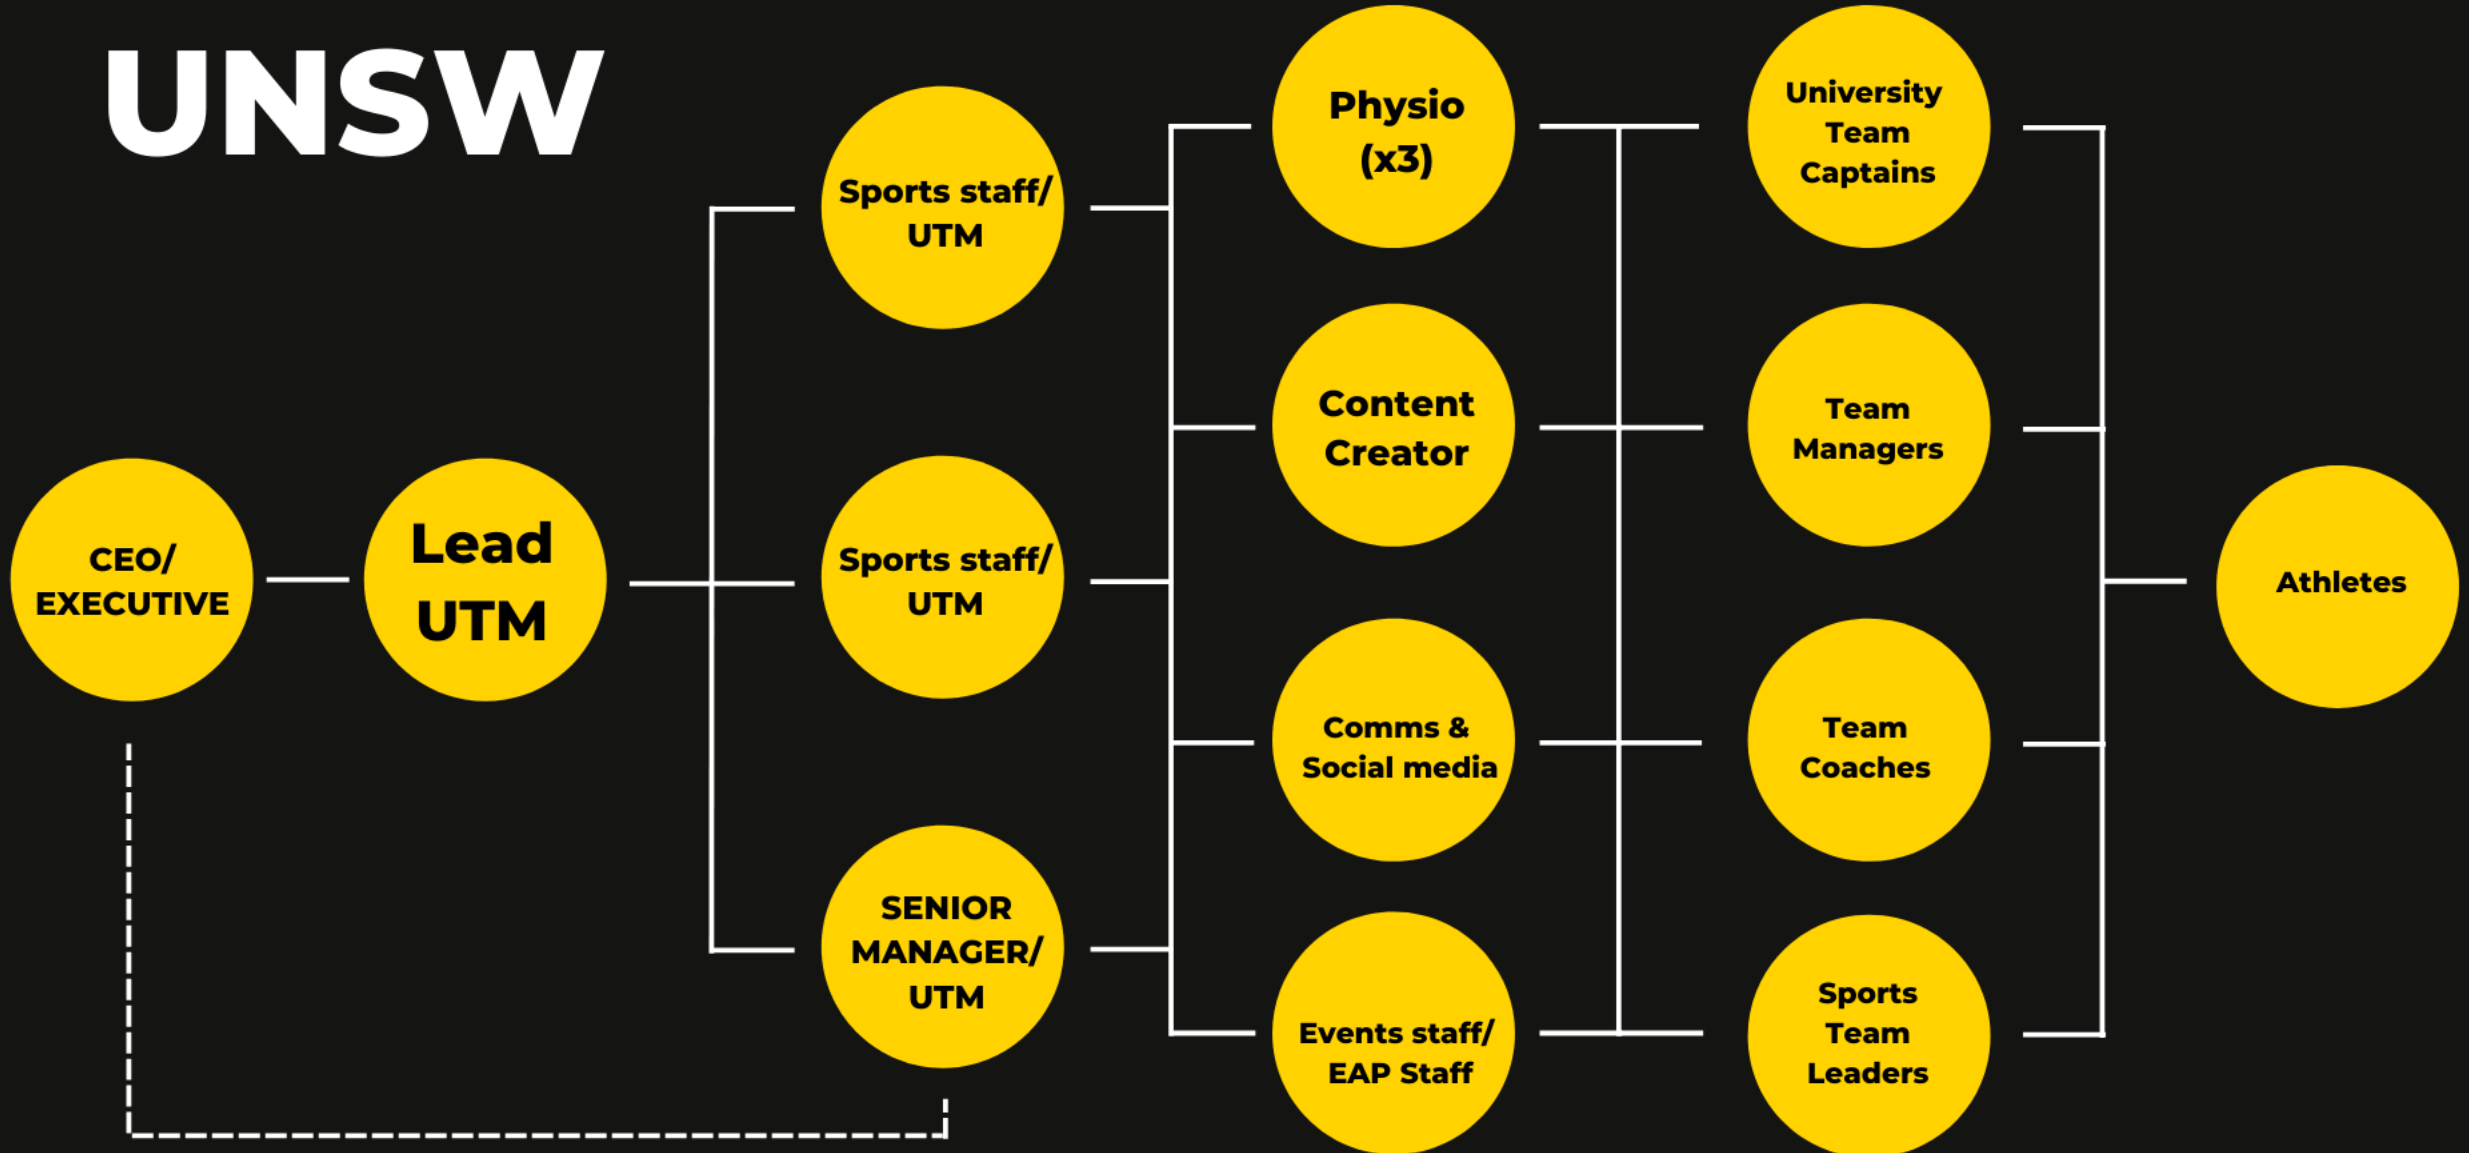 UNSW
CEO/
EXECUTIVE
Lead
UTM
Sports staff/
UTM
Sports staff/
UTM
SENIOR
MANAGER/
UTM
Physio
(x3)
Content
Creator
Comms &
Social media
Events staff/
EAP Staff
University
Team
Captains
Team
Managers
Team
Coaches
Sports
Team
Leaders
Athletes